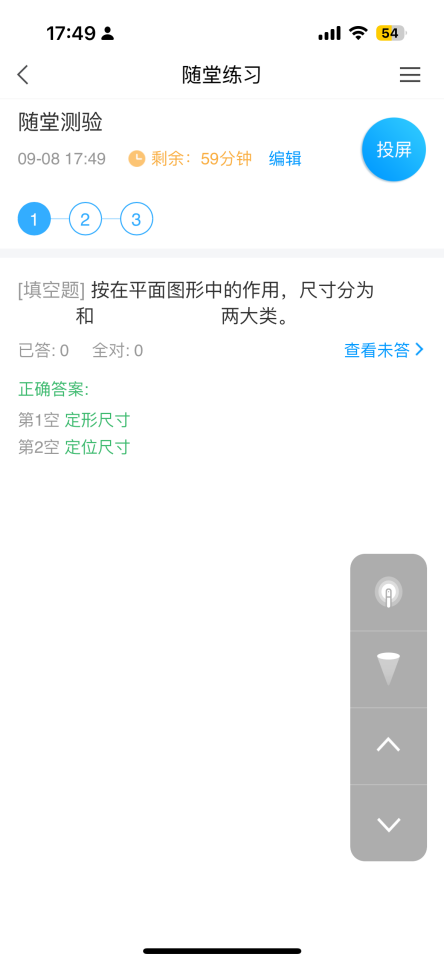 17:49
54
随堂练习
随堂测验
投屏
09-08 17:49 剩余：59分钟 编辑
1 2 3
[填空题] 按在平面图形中的作用，尺寸分为
和 两大类。
已答: 0 全对: 0 查看未答
正确答案:
第1空 定形尺寸
第2空 定位尺寸